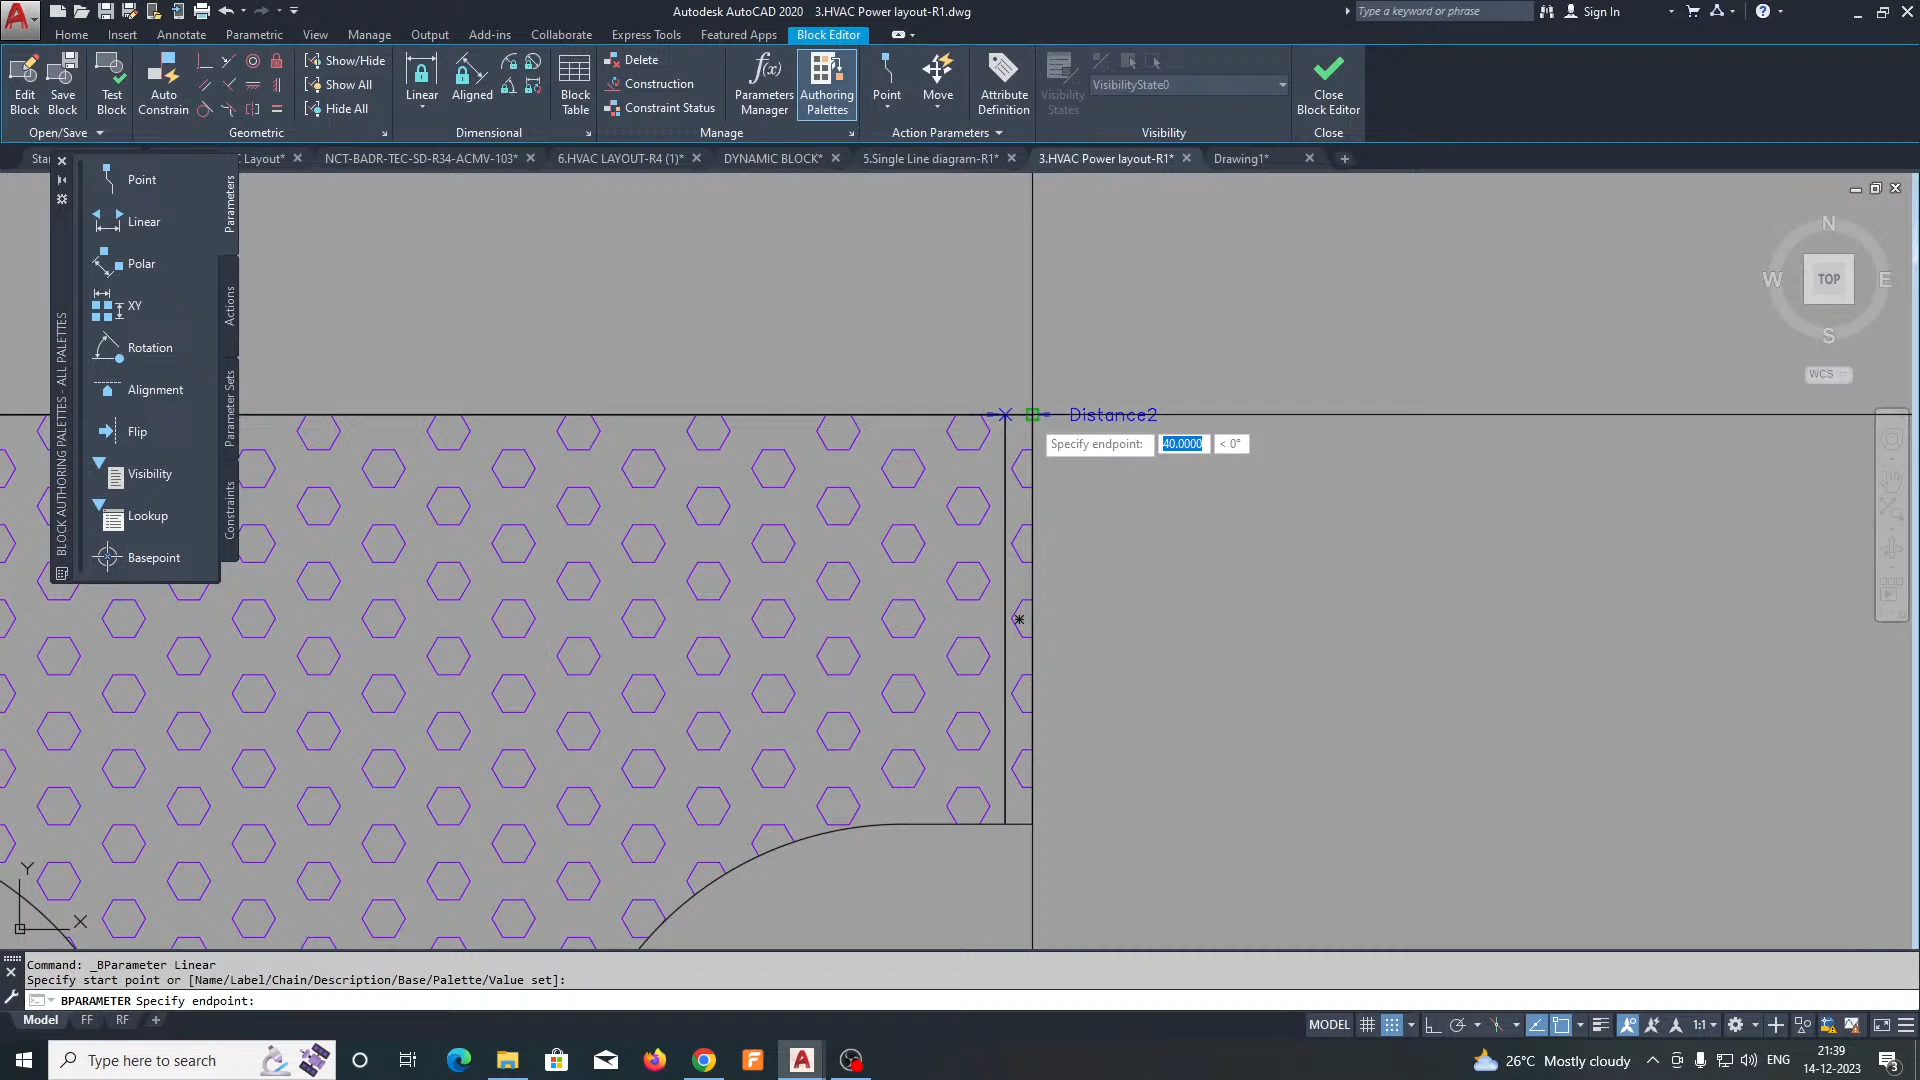 Autodesk AutoCAD 2020 3.HVAC Power layout-R1.dwg
Type a keyword or phrase
Sign In
Home Insert Annotate Parametric View Manage Output Add-ins Collaborate Express Tools Featured Apps Block Editor
Edit Block
Save Block
Test Block
Auto Constrain
Show/Hide
Show All
Hide All
Linear
Aligned
Block Table
Delete
Construction
Constraint Status
Parameters Manager
Authoring Palettes
Point
Move
Attribute Definition
Visibility States
VisibilityState0
Close Block Editor
Open/Save Geometric Dimensional Manage Action Parameters Visibility Close
Star
Layout*
NCT-BADR-TEC-SD-R34-ACMV-103*
6.HVAC LAYOUT-R4 (1)*
DYNAMIC BLOCK*
5.Single Line diagram-R1*
3.HVAC Power layout-R1*
Drawing1*
Point
Linear
Polar
XY
Rotation
Alignment
Flip
Visibility
Lookup
Basepoint
Parameters
Actions
Parameter Sets
Constraints
BLOCK AUTHORING PALETTES - ALL PALETTES
N
W
TOP
E
S
WCS
Distance2
Specify endpoint: 40.0000 < 0°
Y
X
Command: _BParameter Linear
Specify start point or [Name/Label/Chain/Description/Base/Palette/Value set]:
BPARAMETER Specify endpoint:
Model FF RF
MODEL
1:1
Type here to search
26°C Mostly cloudy
ENG
21:39
14-12-2023
3